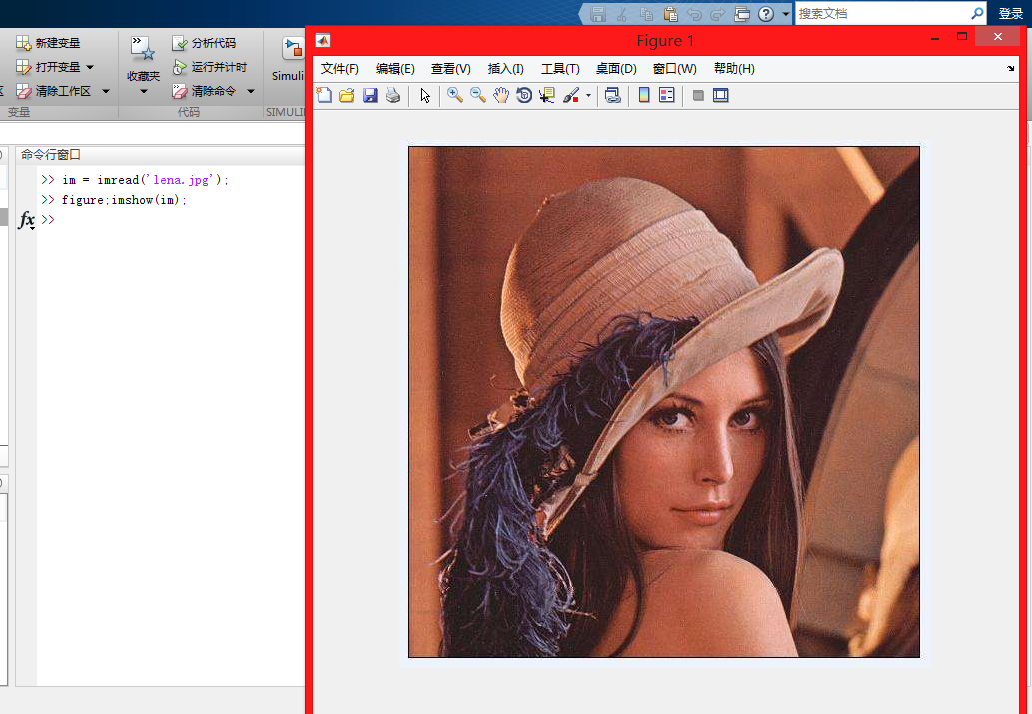 搜索文档 登录
新建变量
打开变量
清除工作区
变量
收藏夹
分析代码
运行并计时
清除命令
代码
Simuli
SIMULIN
Figure 1
文件(F) 编辑(E) 查看(V) 插入(I) 工具(T) 桌面(D) 窗口(W) 帮助(H)
命令行窗口
>> im = imread('lena.jpg');
>> figure;imshow(im);
fx >>